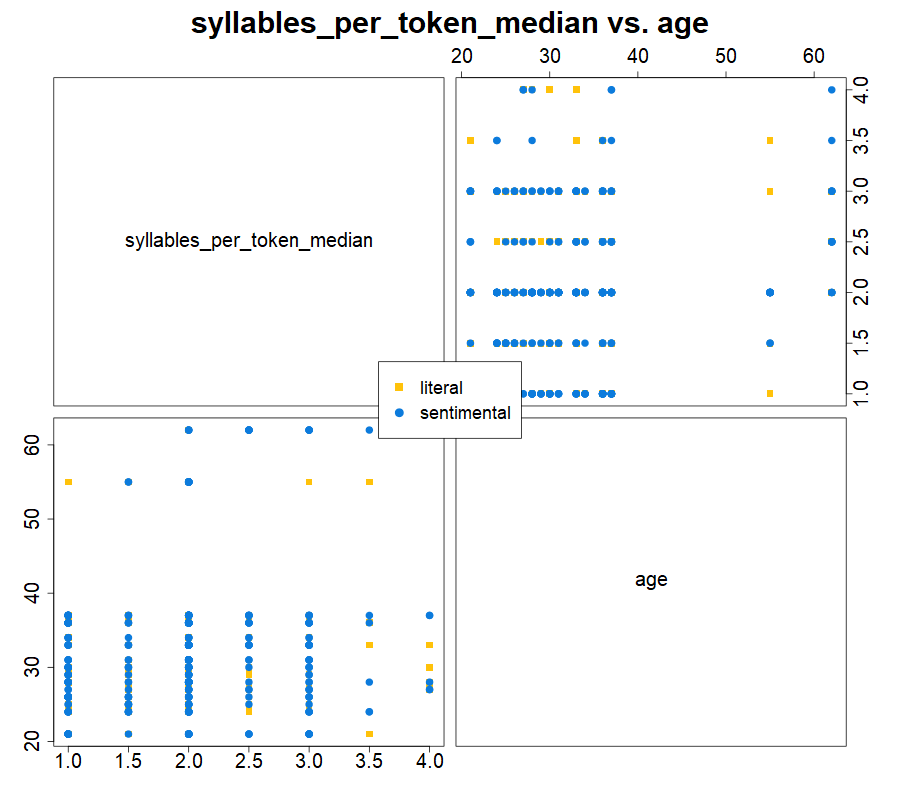 syllables_per_token_median vs. age
20 30 40 50 60
syllables_per_token_median
4.0
3.5
3.0
2.5
2.0
1.5
1.0
literal
sentimental
60
50
40
30
20
age
1.0 1.5 2.0 2.5 3.0 3.5 4.0